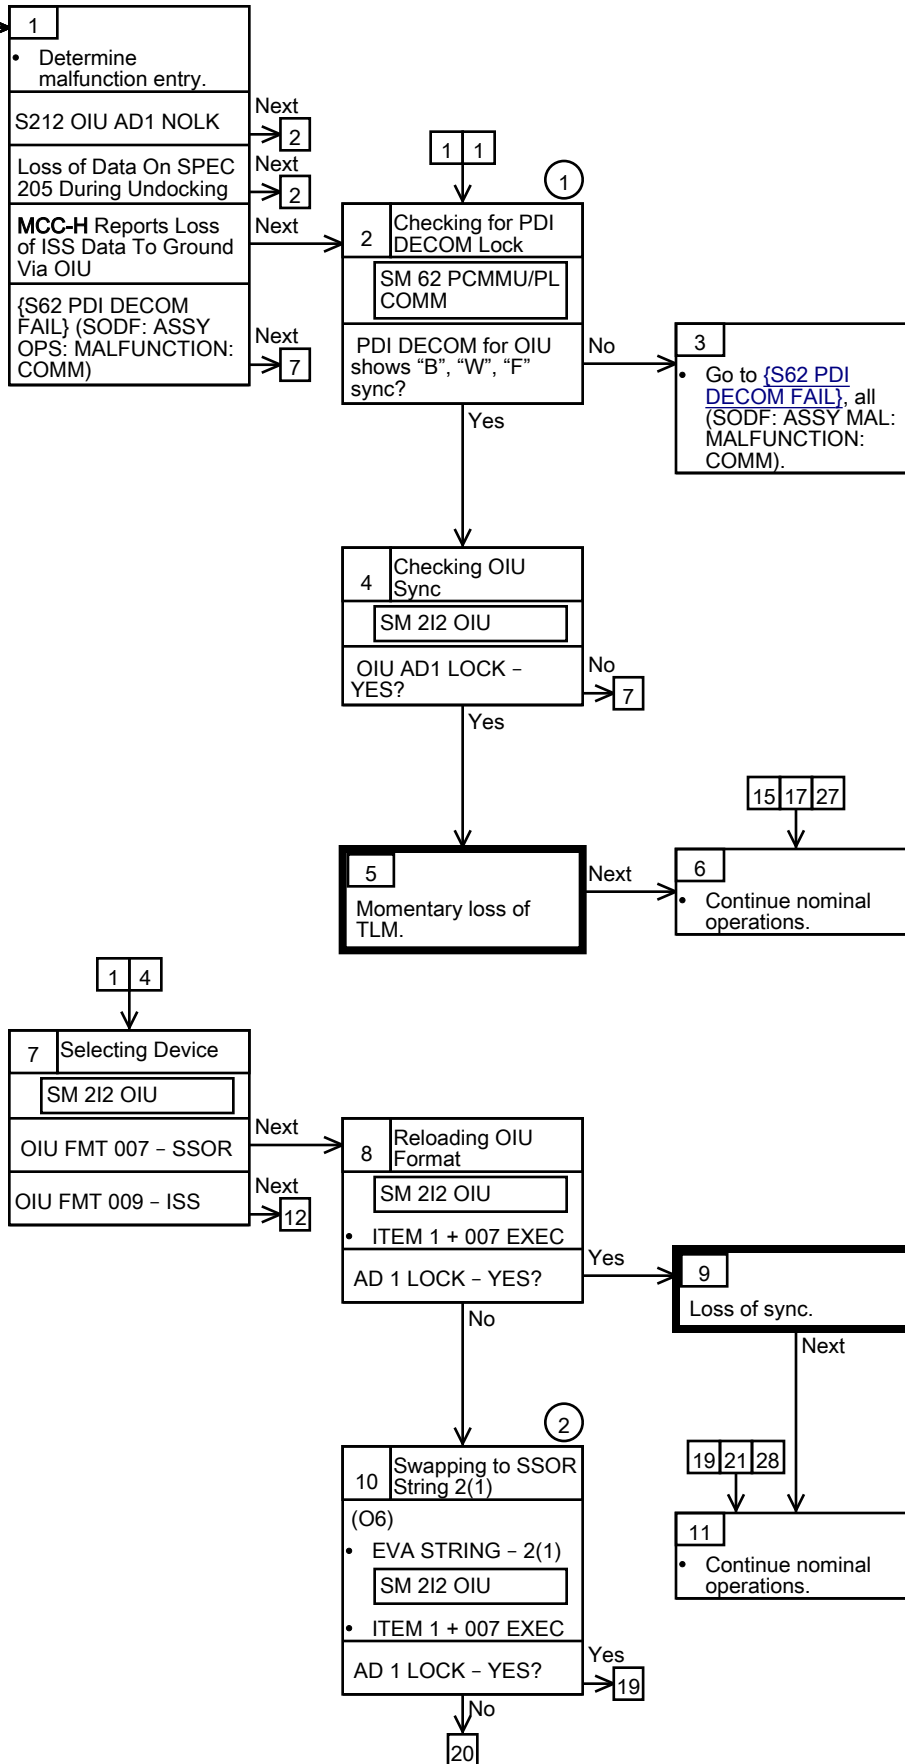 1
• Determine
malfunction entry.
S212 OIU AD1 NOLK
Next
2
Loss of Data On SPEC
205 During Undocking
Next
2
MCC-H Reports Loss
of ISS Data To Ground
Via OIU
Next
{S62 PDI DECOM
FAIL} (SODF: ASSY
OPS: MALFUNCTION:
COMM)
Next
7
1 1
1
2
Checking for PDI
DECOM Lock
SM 62 PCMMU/PL
COMM
PDI DECOM for OIU
shows “B”, “W”, “F”
sync?
No
Yes
3
• Go to {S62 PDI
DECOM FAIL}, all
(SODF: ASSY MAL:
MALFUNCTION:
COMM).
4
Checking OIU
Sync
SM 2I2 OIU
OIU AD1 LOCK –
YES?
No
7
Yes
5
Momentary loss of
TLM.
Next
15 17 27
6
• Continue nominal
operations.
1 4
7
Selecting Device
SM 2I2 OIU
OIU FMT 007 – SSOR
Next
OIU FMT 009 – ISS
Next
12
8
Reloading OIU
Format
SM 2I2 OIU
• ITEM 1 + 007 EXEC
AD 1 LOCK – YES?
Yes
No
9
Loss of sync.
Next
2
10
Swapping to SSOR
String 2(1)
(O6)
• EVA STRING – 2(1)
SM 2I2 OIU
• ITEM 1 + 007 EXEC
AD 1 LOCK – YES?
Yes
19
No
20
19 21 28
11
• Continue nominal
operations.